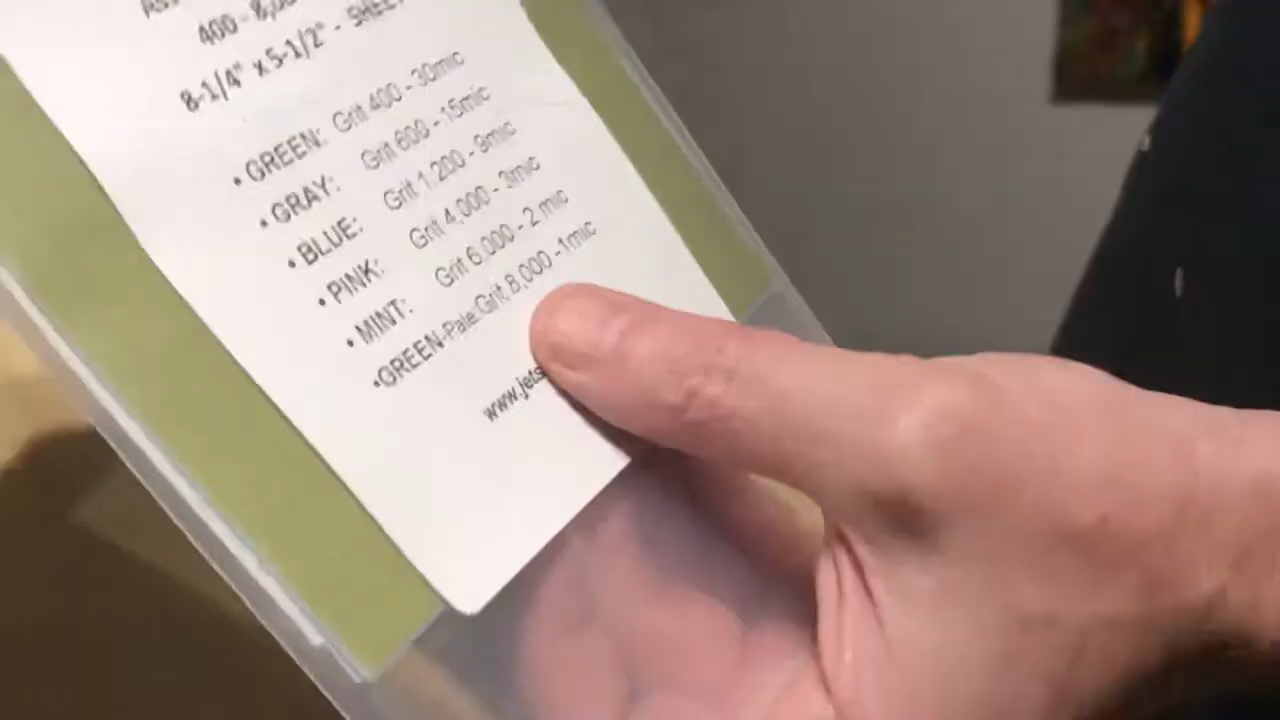 400 -
8-1/4" x 5-1/2" - SHEET
• GREEN: Grit 400 - 30mic
• GRAY: Grit 600 - 15mic
• BLUE: Grit 1,200 - 9mic
• PINK: Grit 4,000 - 3mic
• MINT: Grit 6,000 - 2 mic
•GREEN-Pale:Grit 8,000 -1mic
www.jets